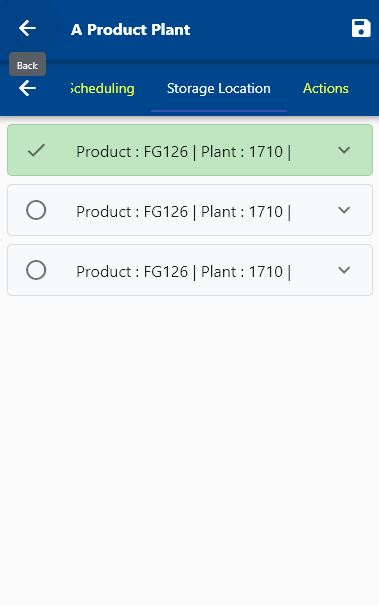 A Product Plant
Back
Scheduling Storage Location Actions
Product : FG126 | Plant : 1710 |
Product : FG126 | Plant : 1710 |
Product : FG126 | Plant : 1710 |